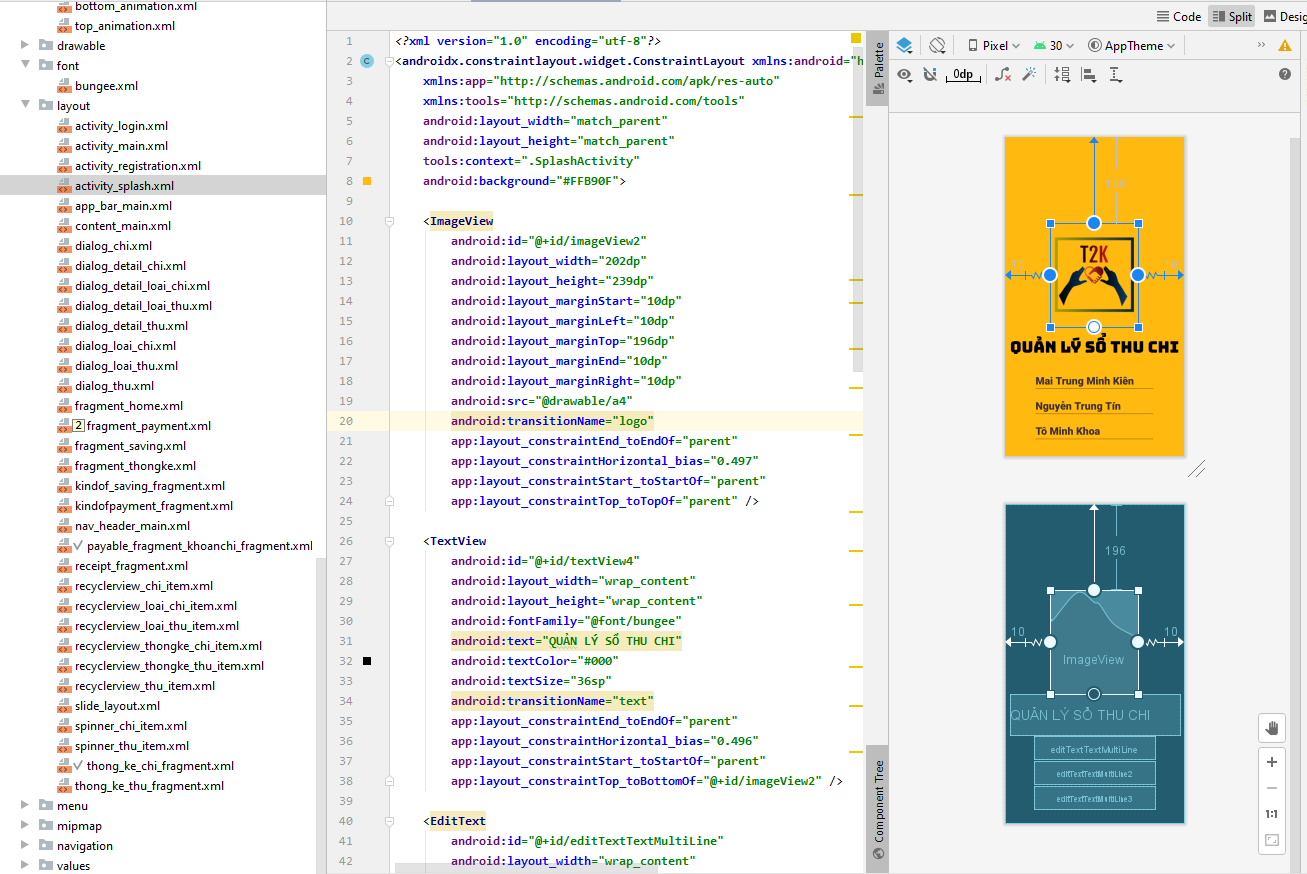 bottom_animation.xml
top_animation.xml
drawable
font
bungee.xml
layout
activity_login.xml
activity_main.xml
activity_registration.xml
activity_splash.xml
app_bar_main.xml
content_main.xml
dialog_chi.xml
dialog_detail_chi.xml
dialog_detail_loai_chi.xml
dialog_detail_loai_thu.xml
dialog_detail_thu.xml
dialog_loai_chi.xml
dialog_loai_thu.xml
dialog_thu.xml
fragment_home.xml
2 fragment_payment.xml
fragment_saving.xml
fragment_thongke.xml
kindof_saving_fragment.xml
kindofpayment_fragment.xml
nav_header_main.xml
payable_fragment_khoanchi_fragment.xml
receipt_fragment.xml
recyclerview_chi_item.xml
recyclerview_loai_chi_item.xml
recyclerview_loai_thu_item.xml
recyclerview_thongke_chi_item.xml
recyclerview_thongke_thu_item.xml
recyclerview_thu_item.xml
slide_layout.xml
spinner_chi_item.xml
spinner_thu_item.xml
thong_ke_chi_fragment.xml
thong_ke_thu_fragment.xml
menu
mipmap
navigation
values
1 <?xml version="1.0" encoding="utf-8"?>
2 C <androidx.constraintlayout.widget.ConstraintLayout xmlns:android="h
3 xmlns:app="http://schemas.android.com/apk/res-auto"
4 xmlns:tools="http://schemas.android.com/tools"
5 android:layout_width="match_parent"
6 android:layout_height="match_parent"
7 tools:context=".SplashActivity"
8 android:background="#FFB90F">
9
10 <ImageView
11 android:id="@+id/imageView2"
12 android:layout_width="202dp"
13 android:layout_height="239dp"
14 android:layout_marginStart="10dp"
15 android:layout_marginLeft="10dp"
16 android:layout_marginTop="196dp"
17 android:layout_marginEnd="10dp"
18 android:layout_marginRight="10dp"
19 android:src="@drawable/a4"
20 android:transitionName="logo"
21 app:layout_constraintEnd_toEndOf="parent"
22 app:layout_constraintHorizontal_bias="0.497"
23 app:layout_constraintStart_toStartOf="parent"
24 app:layout_constraintTop_toTopOf="parent" />
25
26 <TextView
27 android:id="@+id/textView4"
28 android:layout_width="wrap_content"
29 android:layout_height="wrap_content"
30 android:fontFamily="@font/bungee"
31 android:text="QUẢN LÝ SỔ THU CHI"
32 android:textColor="#000"
33 android:textSize="36sp"
34 android:transitionName="text"
35 app:layout_constraintEnd_toEndOf="parent"
36 app:layout_constraintHorizontal_bias="0.496"
37 app:layout_constraintStart_toStartOf="parent"
38 app:layout_constraintTop_toBottomOf="@+id/imageView2" />
39
40 <EditText
41 android:id="@+id/editTextTextMultiLine"
42 android:layout_width="wrap_content"
Palette
Component Tree
Code Split Desig
Pixel 30 AppTheme
0dp
T2K
QUẢN LÝ SỔ THU CHI
Mai Trung Minh Kiên
Nguyễn Trung Tín
Tô Minh Khoa
196
10 10
ImageView
QUẢN LÝ SỔ THU CHI
editTextTextMultiLine
editTextTextMultiLine2
editTextTextMultiLine3
1:1